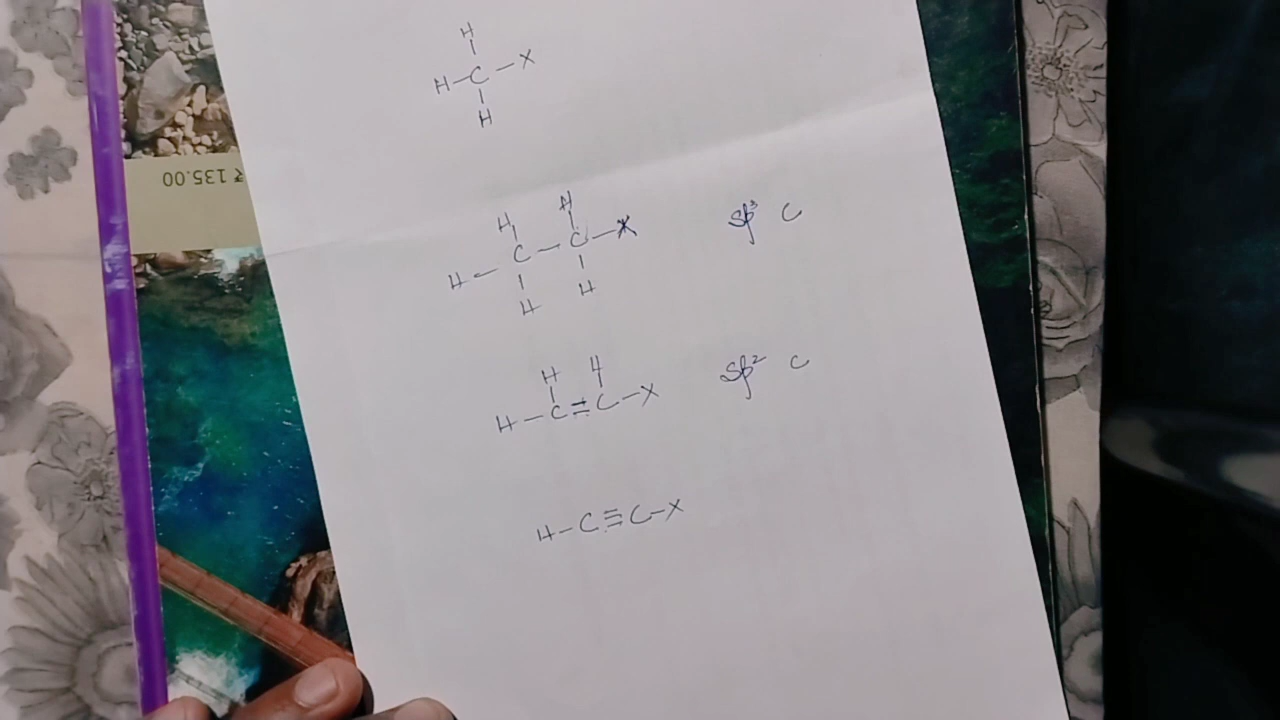 H
H-C-X
H
₹ 135.00
H H
H-C-C-X
H H
Sp³ C
H H
H-C=C-X
Sp² C
H-C≡C-X